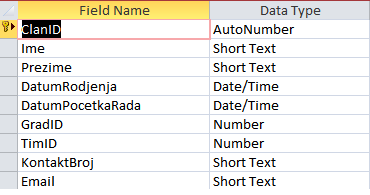 Field Name Data Type
ClanID AutoNumber
Ime Short Text
Prezime Short Text
DatumRodjenja Date/Time
DatumPocetkaRada Date/Time
GradID Number
TimID Number
KontaktBroj Short Text
Email Short Text